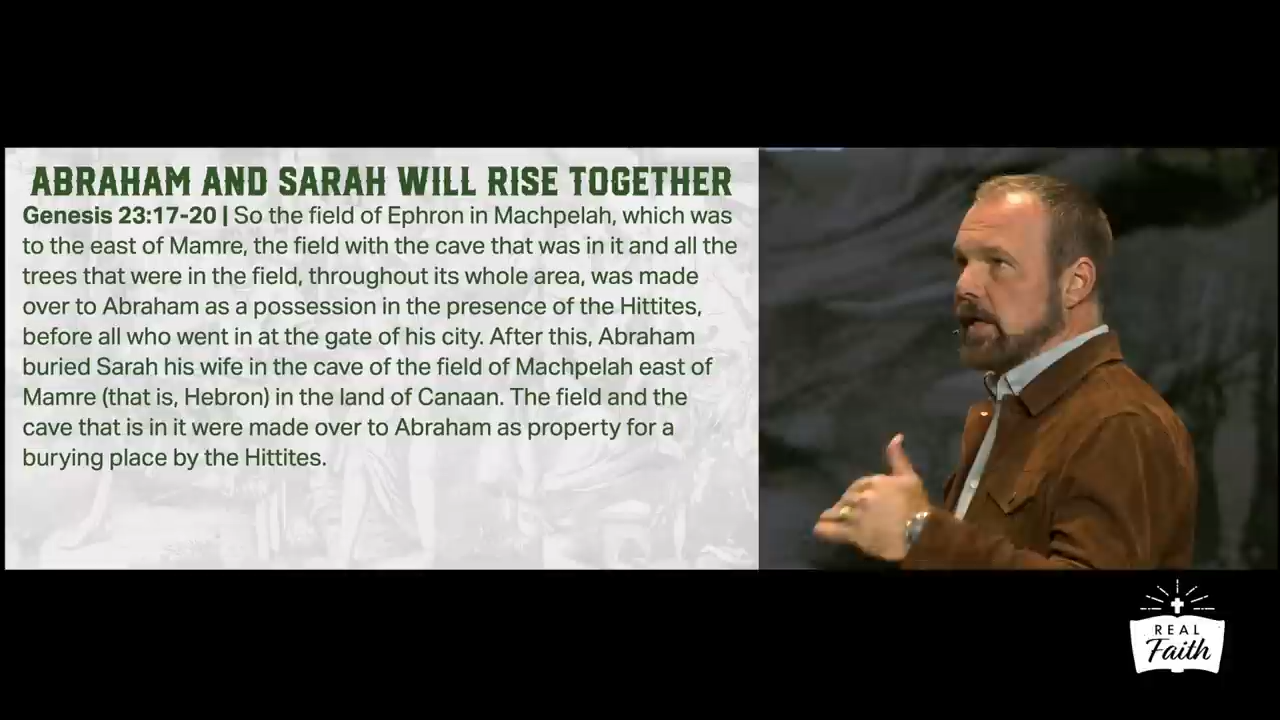 ABRAHAM AND SARAH WILL RISE TOGETHER
Genesis 23:17-20 | So the field of Ephron in Machpelah, which was
to the east of Mamre, the field with the cave that was in it and all the
trees that were in the field, throughout its whole area, was made
over to Abraham as a possession in the presence of the Hittites,
before all who went in at the gate of his city. After this, Abraham
buried Sarah his wife in the cave of the field of Machpelah east of
Mamre (that is, Hebron) in the land of Canaan. The field and the
cave that is in it were made over to Abraham as property for a
burying place by the Hittites.
REAL
Faith